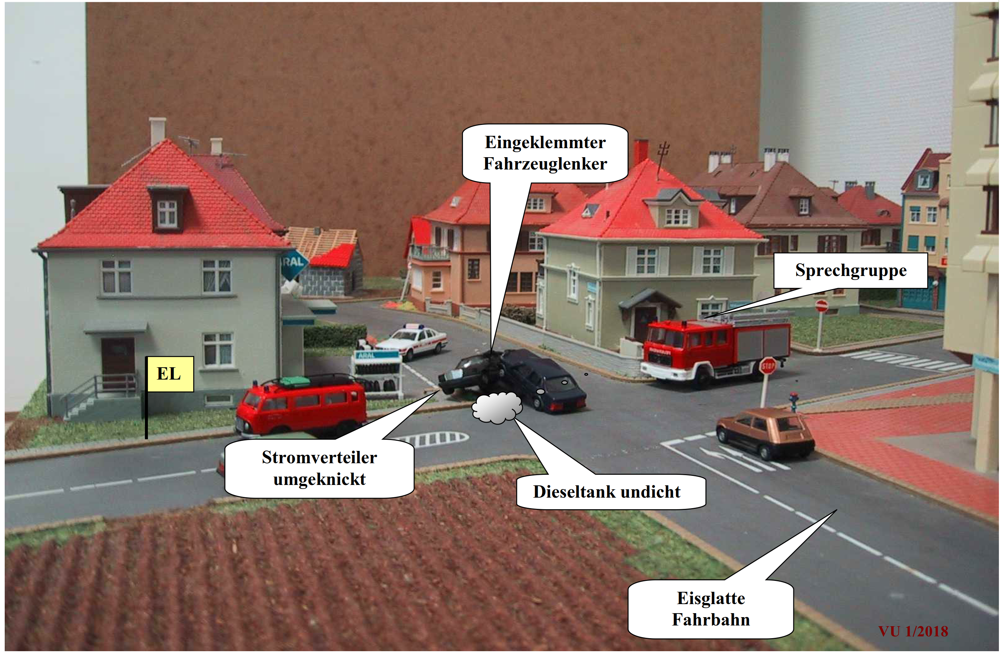 Eingeklemmter
Fahrzeuglenker
Sprechgruppe
RAL
ARAL
EL
STOP
Stromverteiler
umgeknickt
Dieseltank undicht
Eisglatte
Fahrbahn
VU 1/2018